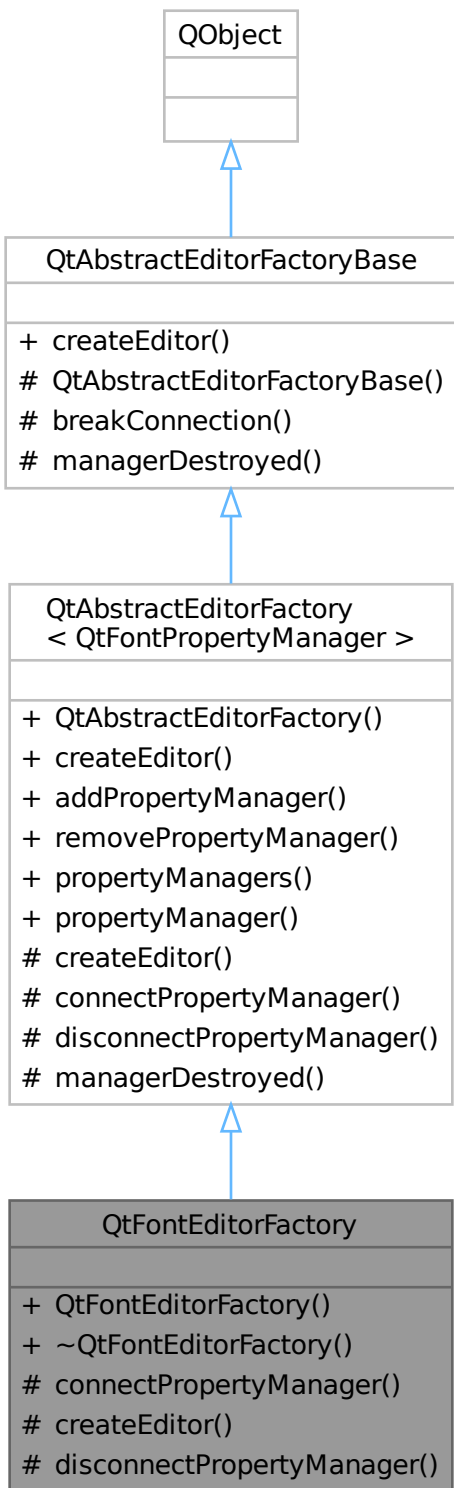 QObject
QtAbstractEditorFactoryBase
+ createEditor()
# QtAbstractEditorFactoryBase()
# breakConnection()
# managerDestroyed()
QtAbstractEditorFactory
< QtFontPropertyManager >
+ QtAbstractEditorFactory()
+ createEditor()
+ addPropertyManager()
+ removePropertyManager()
+ propertyManagers()
+ propertyManager()
# createEditor()
# connectPropertyManager()
# disconnectPropertyManager()
# managerDestroyed()
QtFontEditorFactory
+ QtFontEditorFactory()
+ ~QtFontEditorFactory()
# connectPropertyManager()
# createEditor()
# disconnectPropertyManager()